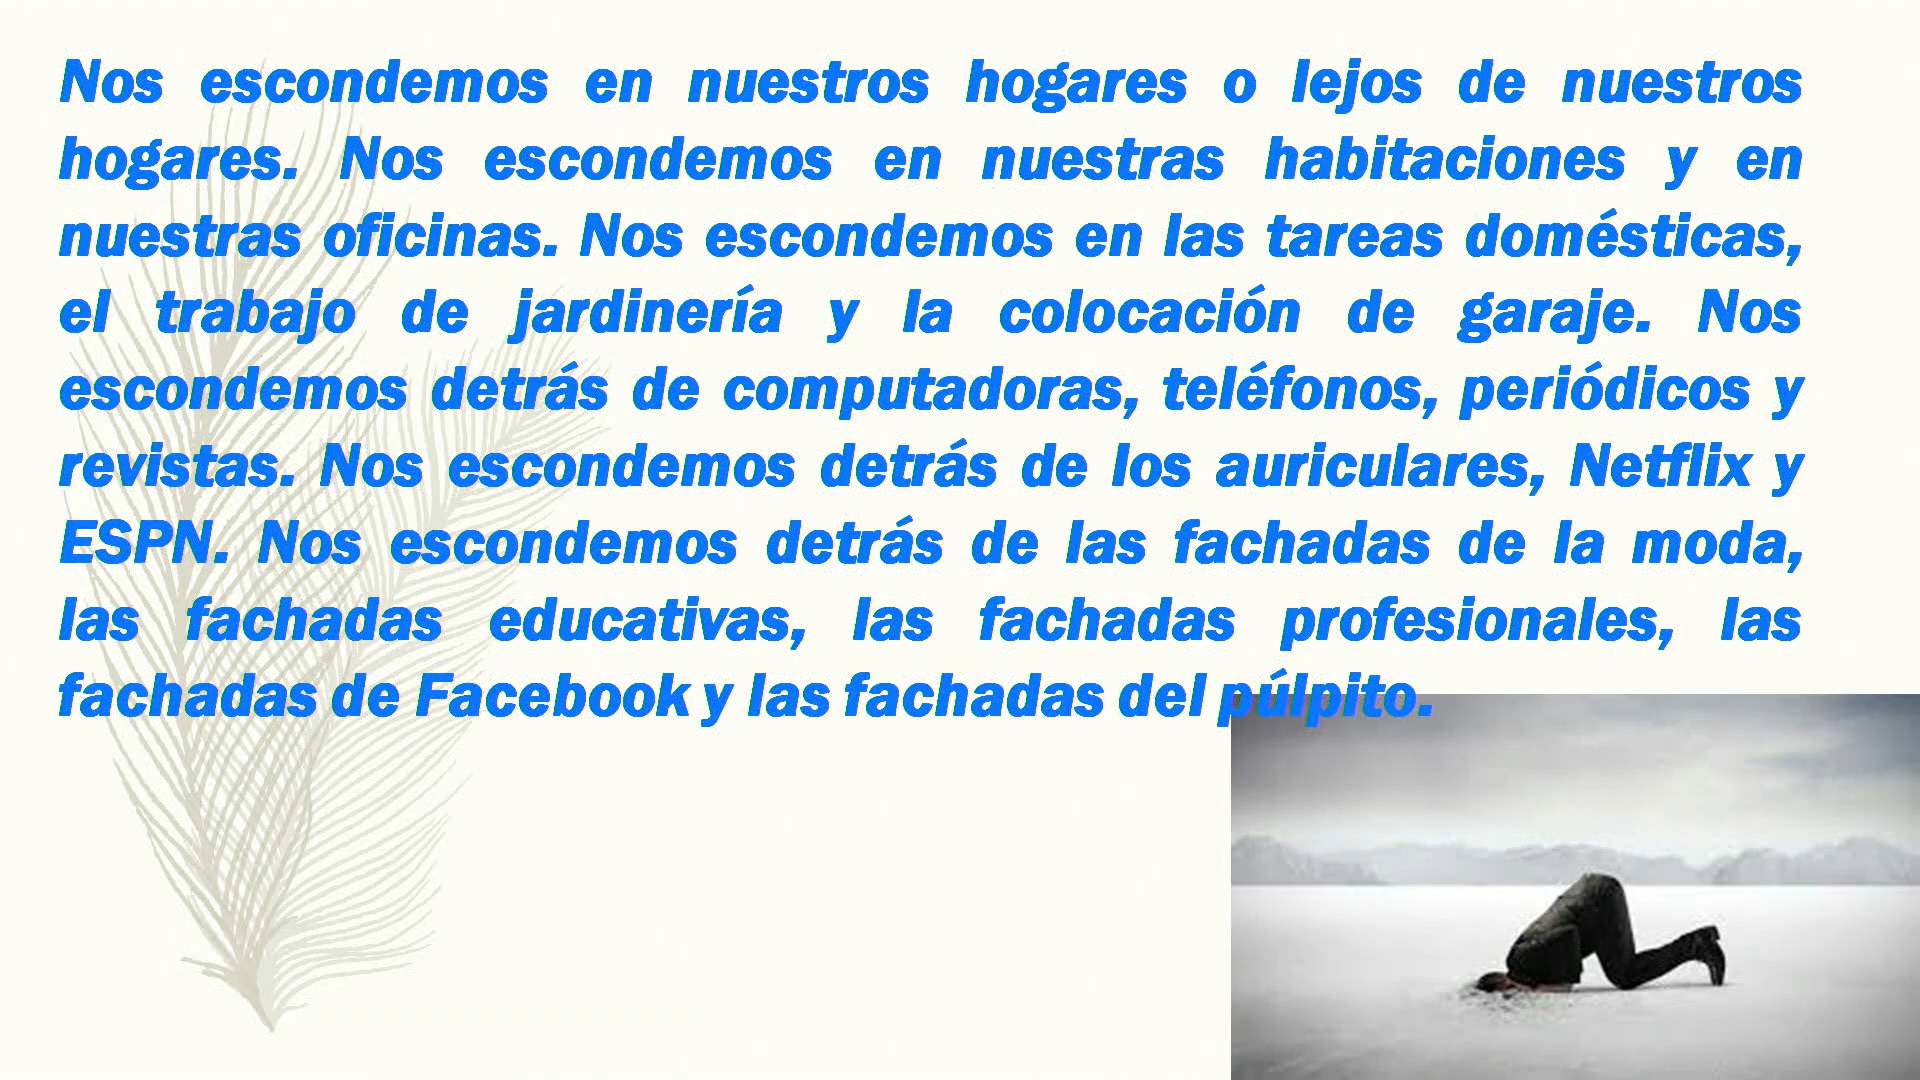 Nos escondemos en nuestros hogares o lejos de nuestros
hogares. Nos escondemos en nuestras habitaciones y en
nuestras oficinas. Nos escondemos en las tareas domésticas,
el trabajo de jardinería y la colocación de garaje. Nos
escondemos detrás de computadoras, teléfonos, periódicos y
revistas. Nos escondemos detrás de los auriculares, Netflix y
ESPN. Nos escondemos detrás de las fachadas de la moda,
las fachadas educativas, las fachadas profesionales, las
fachadas de Facebook y las fachadas del púlpito.